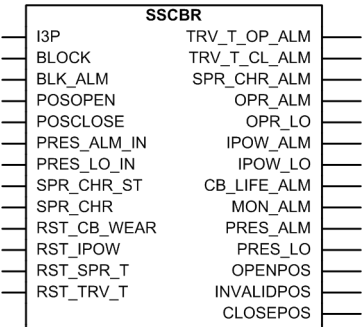 SSCBR
I3P TRV_T_OP_ALM
BLOCK TRV_T_CL_ALM
BLK_ALM SPR_CHR_ALM
POSOPEN OPR_ALM
POSCLOSE OPR_LO
PRES_ALM_IN IPOW_ALM
PRES_LO_IN IPOW_LO
SPR_CHR_ST CB_LIFE_ALM
SPR_CHR MON_ALM
RST_CB_WEAR PRES_ALM
RST_IPOW PRES_LO
RST_SPR_T OPENPOS
RST_TRV_T INVALIDPOS
CLOSEPOS